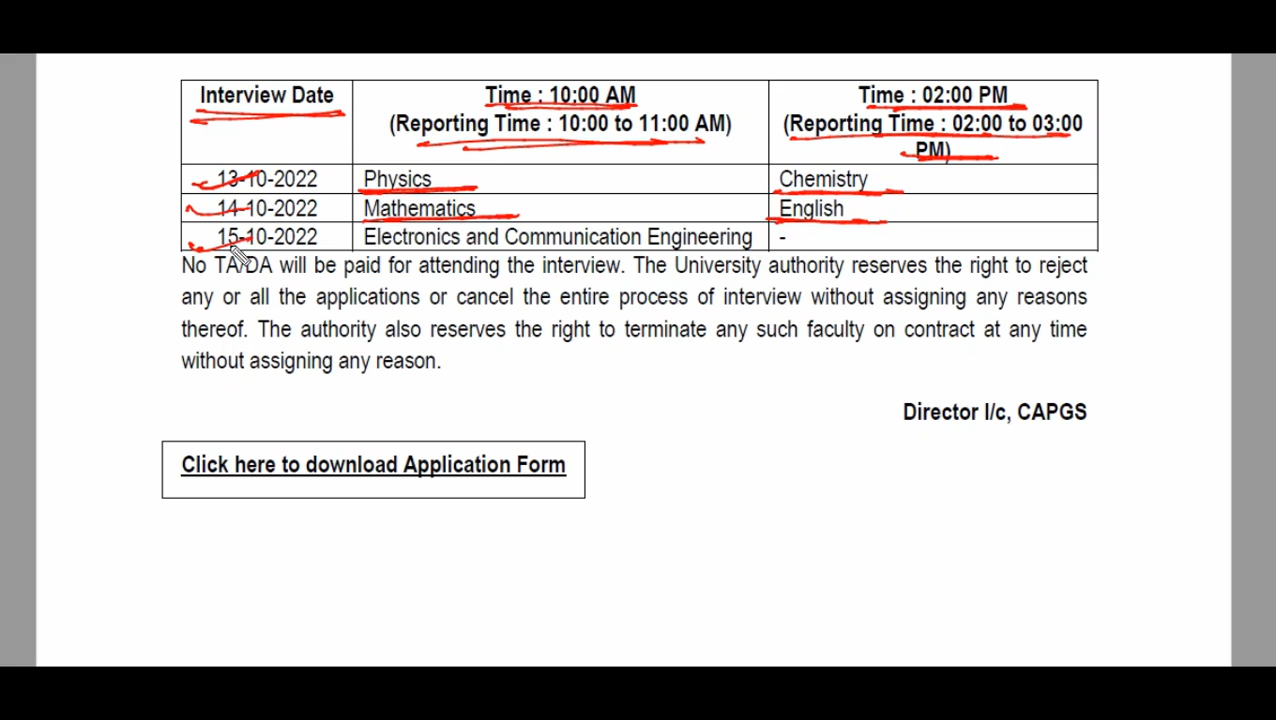 Interview Date
Time : 10:00 AM
(Reporting Time : 10:00 to 11:00 AM)
Time : 02:00 PM
(Reporting Time : 02:00 to 03:00
PM)
13-10-2022 Physics Chemistry
14-10-2022 Mathematics English
15-10-2022 Electronics and Communication Engineering -
No TA/DA will be paid for attending the interview. The University authority reserves the right to reject
any or all the applications or cancel the entire process of interview without assigning any reasons
thereof. The authority also reserves the right to terminate any such faculty on contract at any time
without assigning any reason.
Director I/c, CAPGS
Click here to download Application Form